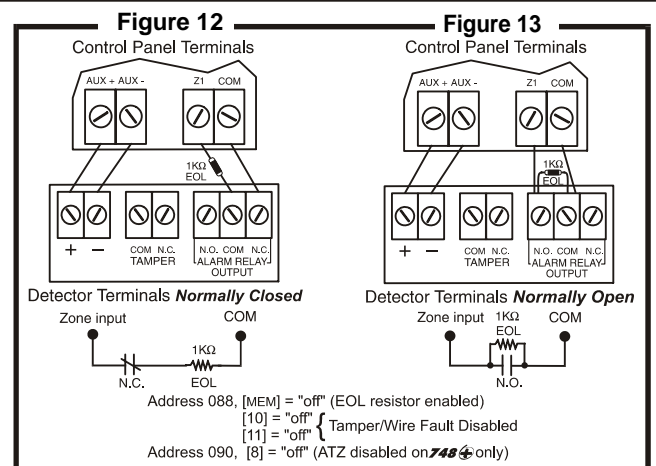 Figure 12
Control Panel Terminals
AUX + AUX -
Z1
COM
1KΩ
EOL
+
−
COM N.C.
TAMPER
N.O. COM N.C.
ALARM RELAY
OUTPUT
Detector Terminals Normally Closed
Zone input
COM
1KΩ
N.C.
EOL
Figure 13
Control Panel Terminals
AUX + AUX -
Z1
COM
1KΩ
EOL
+
−
COM N.C.
TAMPER
N.O. COM N.C.
ALARM RELAY
OUTPUT
Detector Terminals Normally Open
Zone input
1KΩ
EOL
COM
N.O.
Address 088, [MEM] = "off" (EOL resistor enabled)
[10] = "off"
[11] = "off" { Tamper/Wire Fault Disabled
Address 090, [8] = "off" (ATZ disabled on 748 + only)